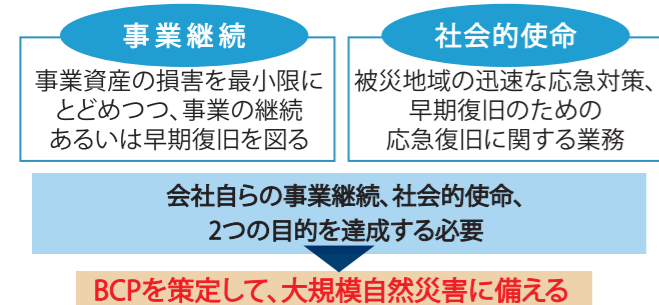 事業継続
事業資産の損害を最小限に
とどめつつ、事業の継続
あるいは早期復旧を図る
社会的使命
被災地域の迅速な応急対策、
早期復旧のための
応急復旧に関する業務
会社自らの事業継続、社会的使命、
2つの目的を達成する必要
BCPを策定して、大規模自然災害に備える